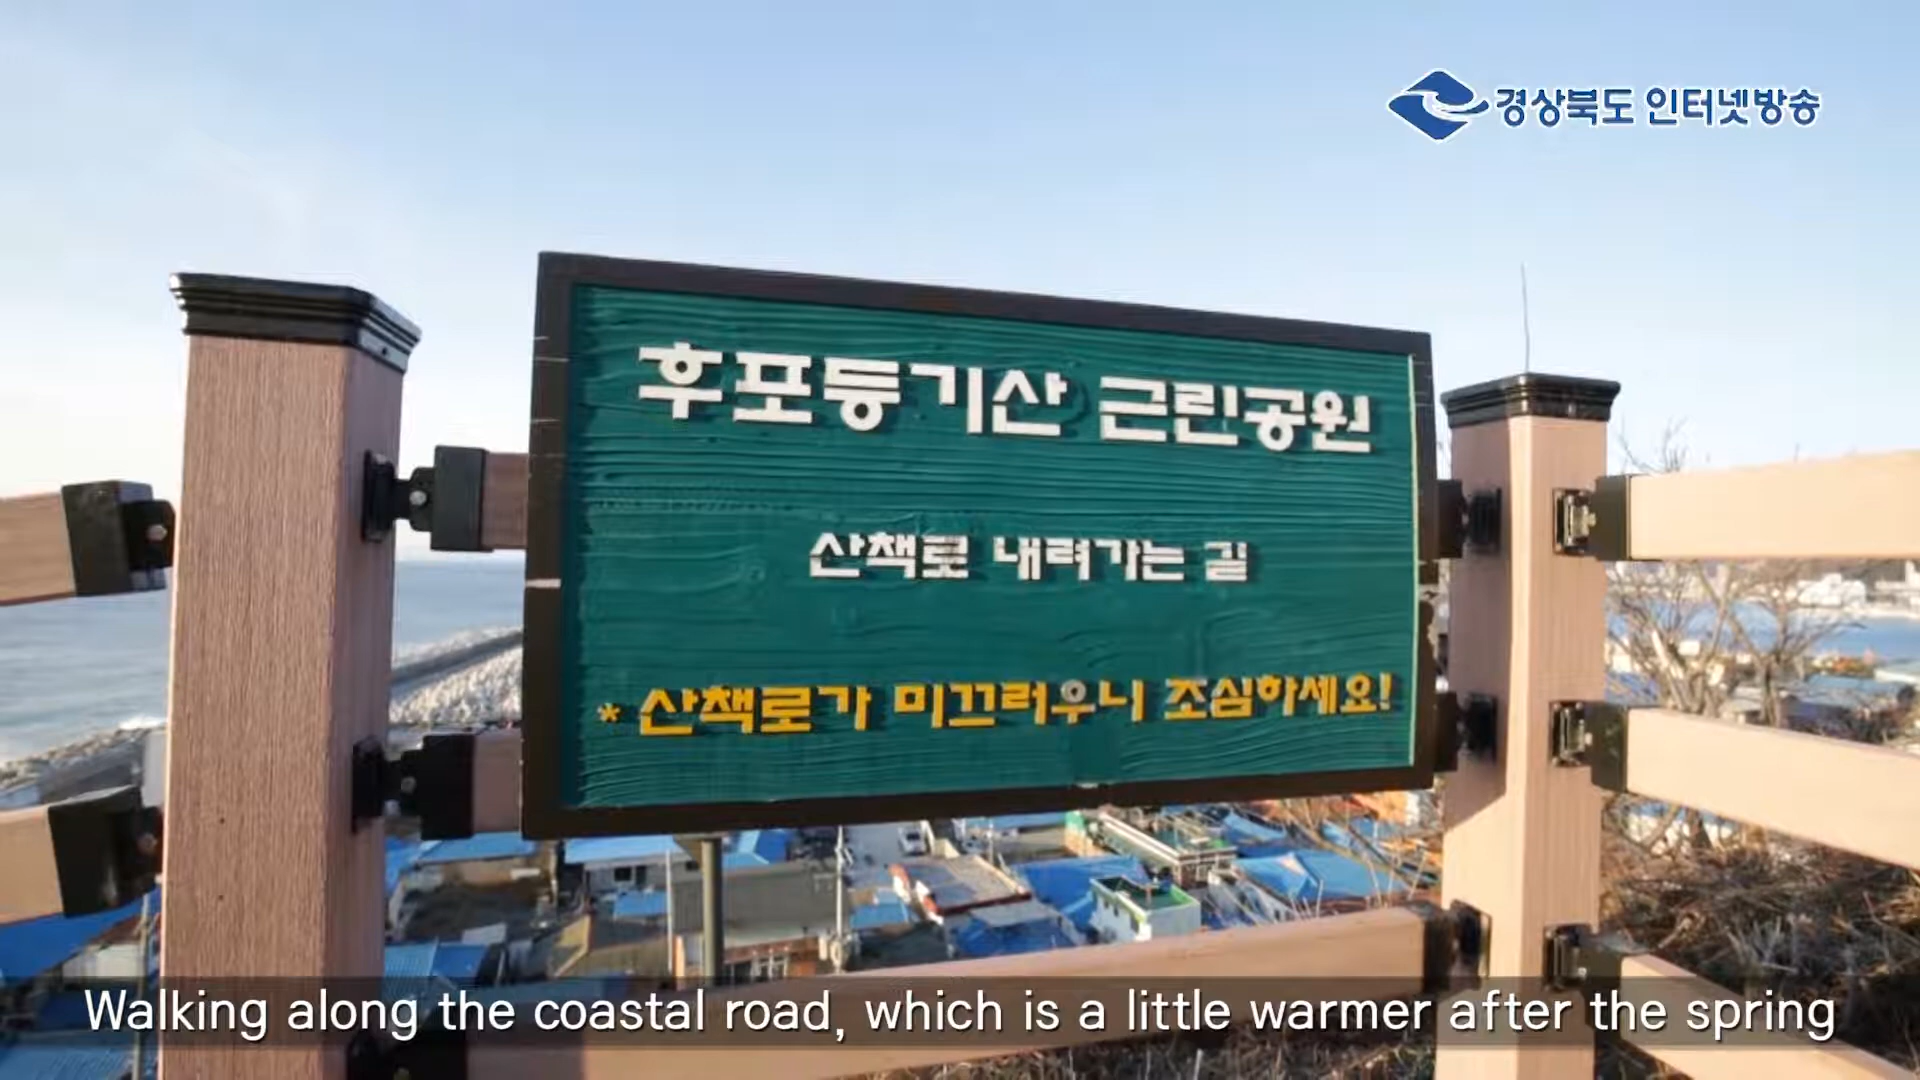 경상북도 인터넷방송
후포등기산 근린공원
산책로 내려가는 길
* 산책로가 미끄러우니 조심하세요!
Walking along the coastal road, which is a little warmer after the spring